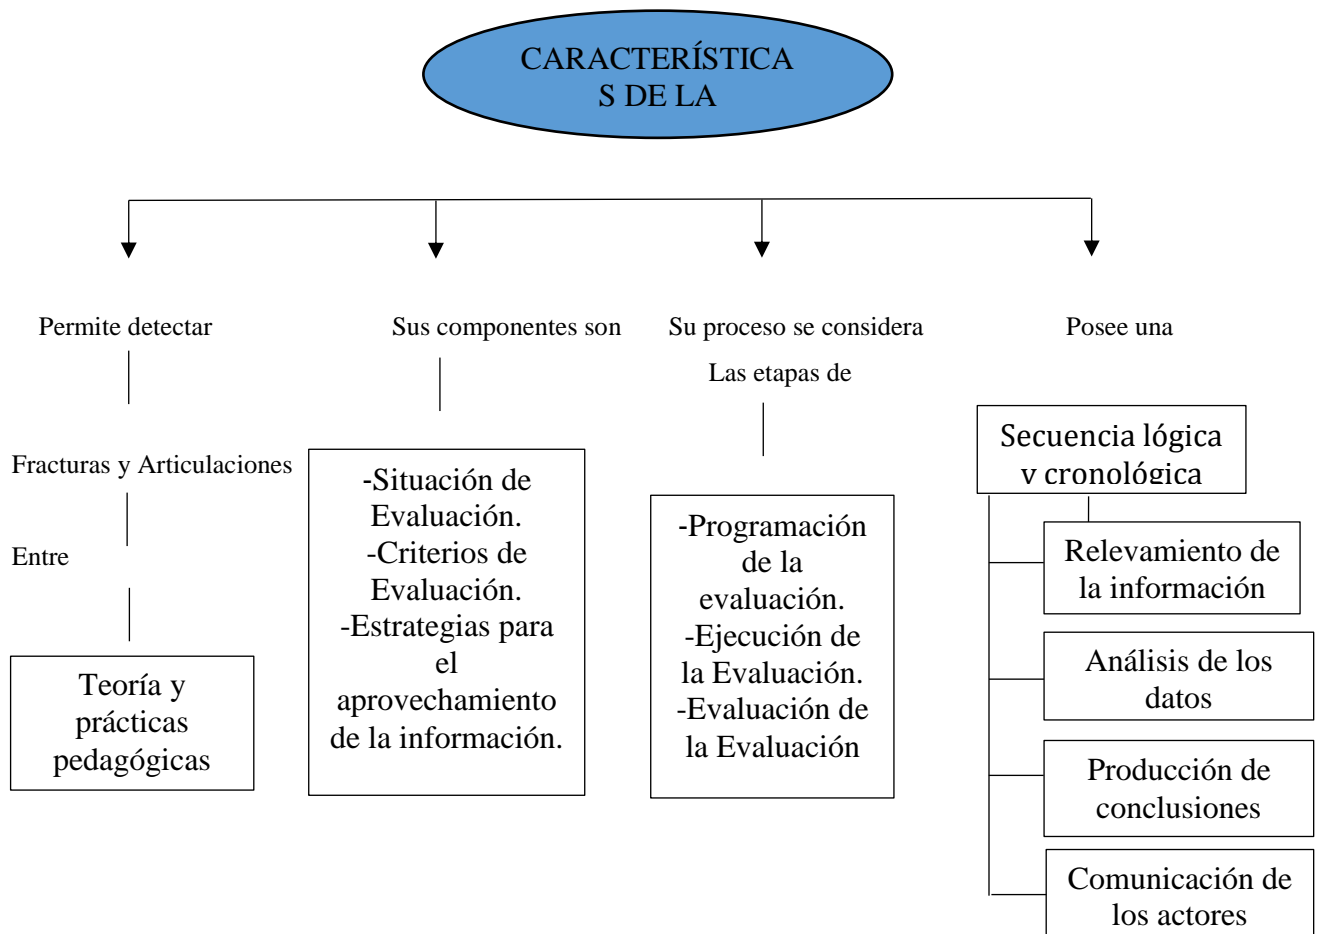 CARACTERÍSTICA
S DE LA
Permite detectar
Sus componentes son
Su proceso se considera
Las etapas de
Posee una
Fracturas y Articulaciones
Entre
Teoría y
prácticas
pedagógicas
-Situación de
Evaluación.
-Criterios de
Evaluación.
-Estrategias para
el
aprovechamiento
de la información.
-Programación
de la
evaluación.
-Ejecución de
la Evaluación.
-Evaluación de
la Evaluación
Secuencia lógica
y cronológica
Relevamiento de
la información
Análisis de los
datos
Producción de
conclusiones
Comunicación de
los actores